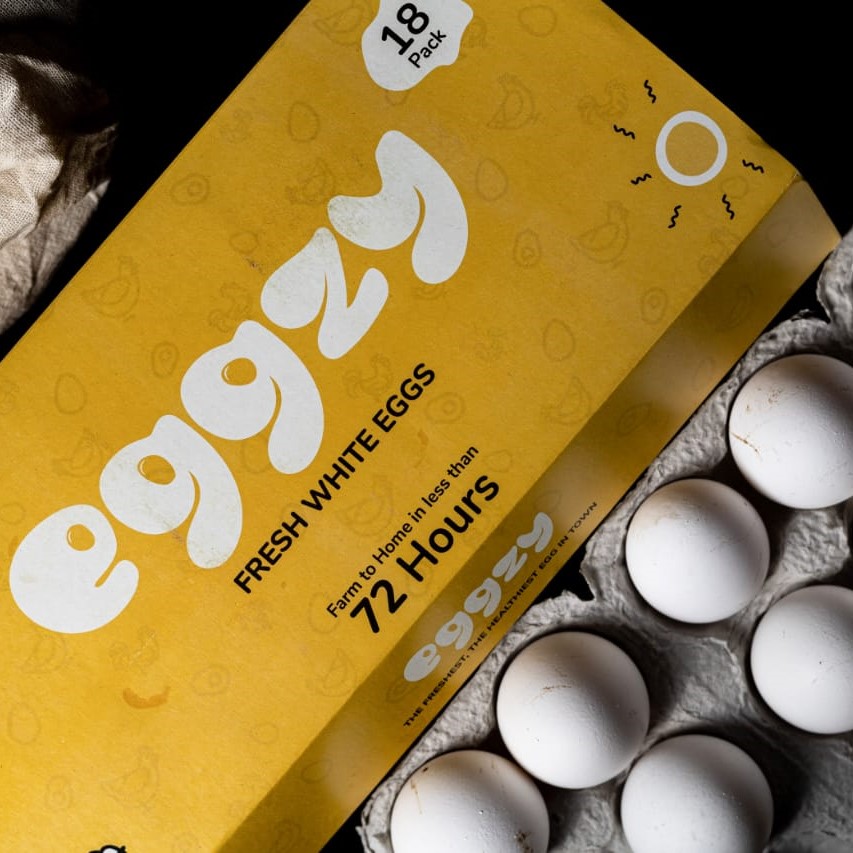 18
Pack
eggzy
FRESH WHITE EGGS
Farm to Home in less than
72 Hours
eggzy
THE FRESHEST, THE HEALTHIEST EGG IN TOWN